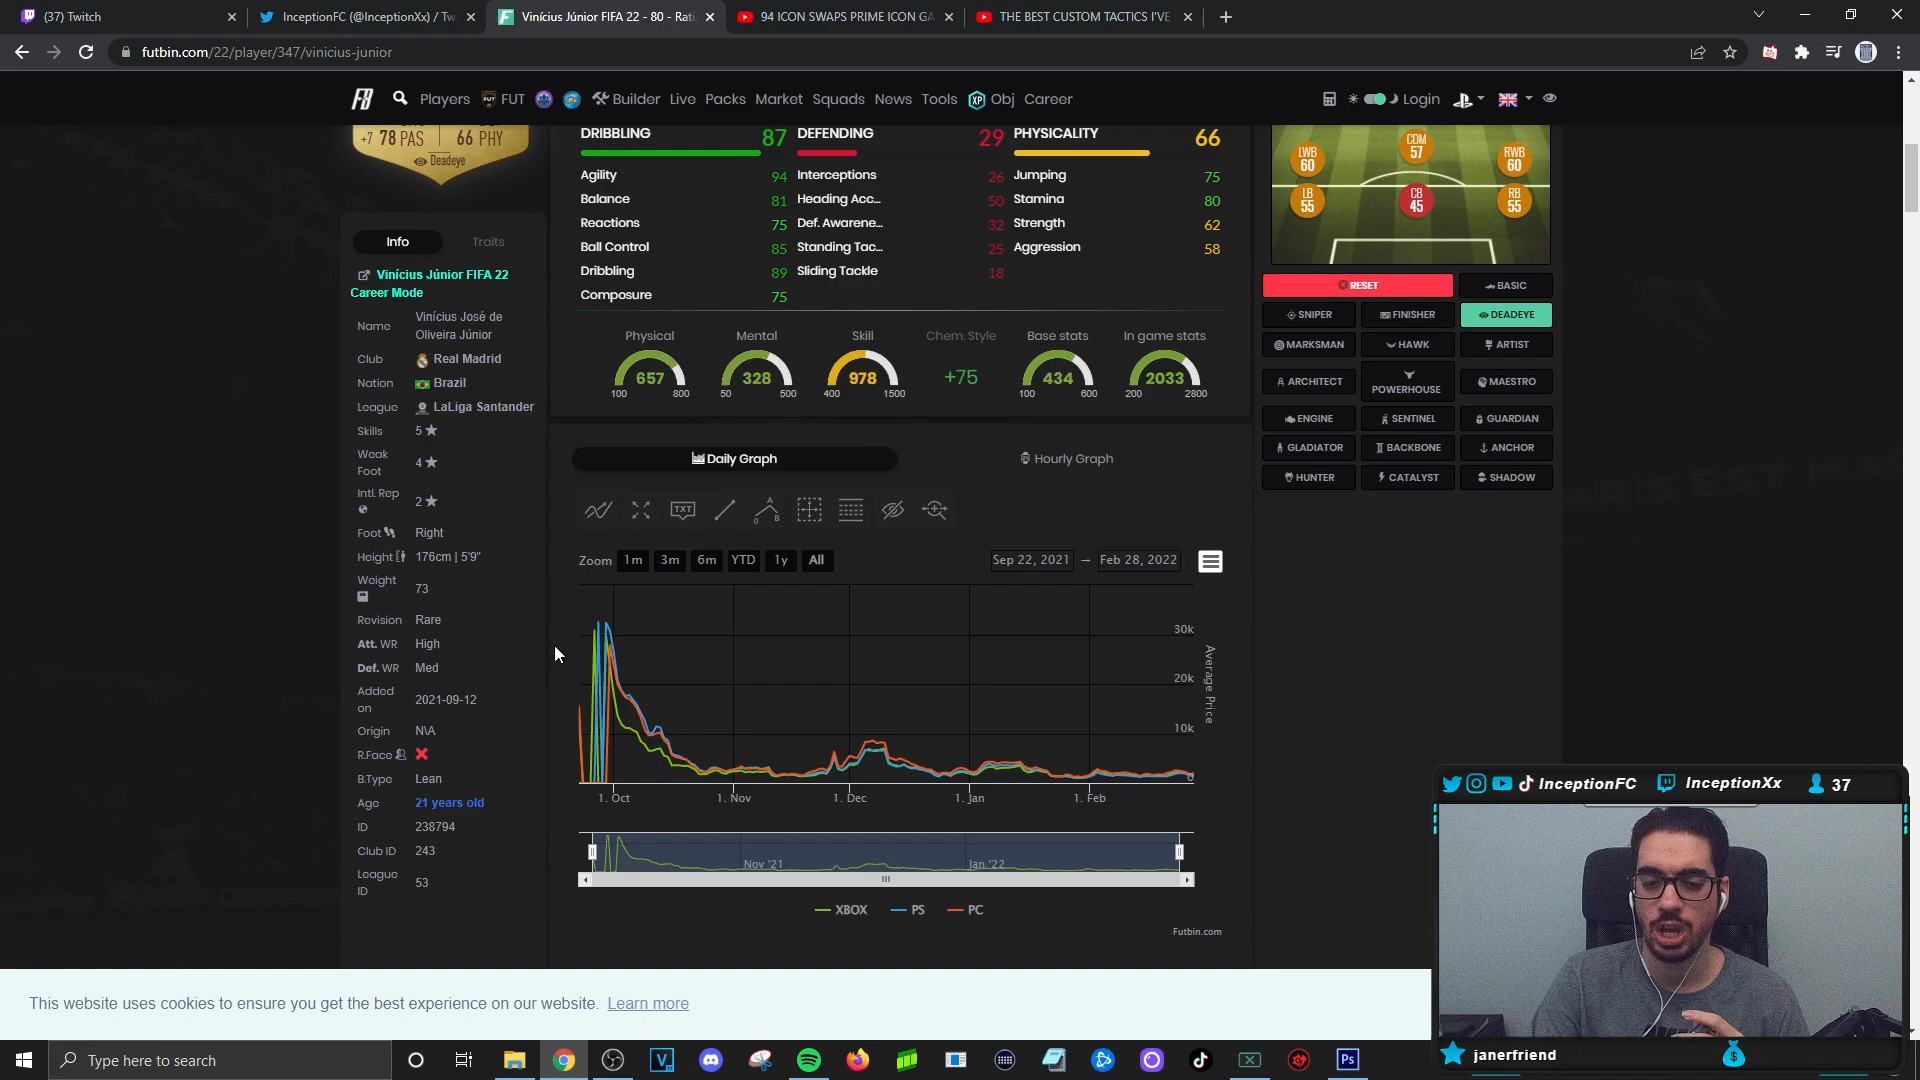 (37) Twitch
InceptionFC (@InceptionXx) / Tw
Vinícius Júnior FIFA 22 - 80 - Rati
94 ICON SWAPS PRIME ICON GA
THE BEST CUSTOM TACTICS I'VE
futbin.com/22/player/347/vinicius-junior
Players FUT Builder Live Packs Market Squads News Tools XP Obj Career Login
+7 78 PAS 66 PHY
Deadeye
DRIBBLING 87 DEFENDING 29 PHYSICALITY 66
Agility 94 Interceptions 26 Jumping 75
Balance 81 Heading Acc... 50 Stamina 80
Reactions 75 Def. Awarene... 32 Strength 62
Ball Control 85 Standing Tac... 25 Aggression 58
Dribbling 89 Sliding Tackle 18
Composure 75
Physical Mental Skill Chem. Style Base stats In game stats
657 328 978 +75 434 2033
100 800 50 500 400 1500 100 600 200 2800
CDM 57
LWB 60 RWB 60
LB 55 CB 45 RB 55
RESET BASIC
SNIPER FINISHER DEADEYE
MARKSMAN HAWK ARTIST
ARCHITECT POWERHOUSE MAESTRO
ENGINE SENTINEL GUARDIAN
GLADIATOR BACKBONE ANCHOR
HUNTER CATALYST SHADOW
Info Traits
Vinícius Júnior FIFA 22
Career Mode
Name Vinícius José de
Oliveira Júnior
Club Real Madrid
Nation Brazil
League LaLiga Santander
Skills 5
Weak
Foot 4
Intl. Rep 2
Foot Right
Height 176cm | 5'9"
Weight 73
Revision Rare
Att. WR High
Def. WR Med
Added
on 2021-09-12
Origin N\A
R.Face
B.Type Lean
Age 21 years old
ID 238794
Club ID 243
League
ID 53
Daily Graph Hourly Graph
TXT
A
B
Zoom 1m 3m 6m YTD 1y All Sep 22, 2021 → Feb 28, 2022
30k
20k
10k
0
Average Price
1. Oct 1. Nov 1. Dec 1. Jan 1. Feb
Nov '21 Jan '22
XBOX PS PC
Futbin.com
InceptionFC InceptionXx 37
janerfriend
This website uses cookies to ensure you get the best experience on our website. Learn more
Type here to search
Ps